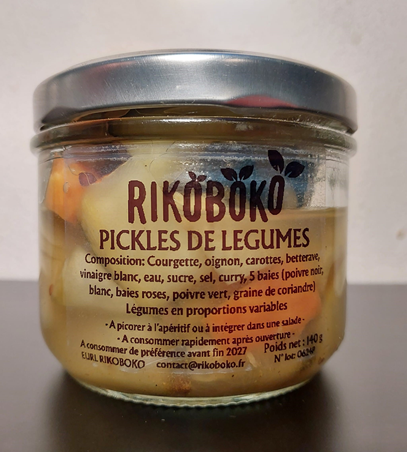 RIKOBOKO
PICKLES DE LEGUMES
Composition: Courgette, oignon, carottes, betterave,
vinaigre blanc, eau, sucre, sel, curry, 5 baies (poivre noir,
blanc, baies roses, poivre vert, graine de coriandre)
Légumes en proportions variables
- A picorer à l'apéritif ou à intégrer dans une salade -
- A consommer rapidement après ouverture -
A consommer de préférence avant fin 2027
Poids net : 140 g
EURL RIKOBOKO contact@rikoboko.fr
N° lot: